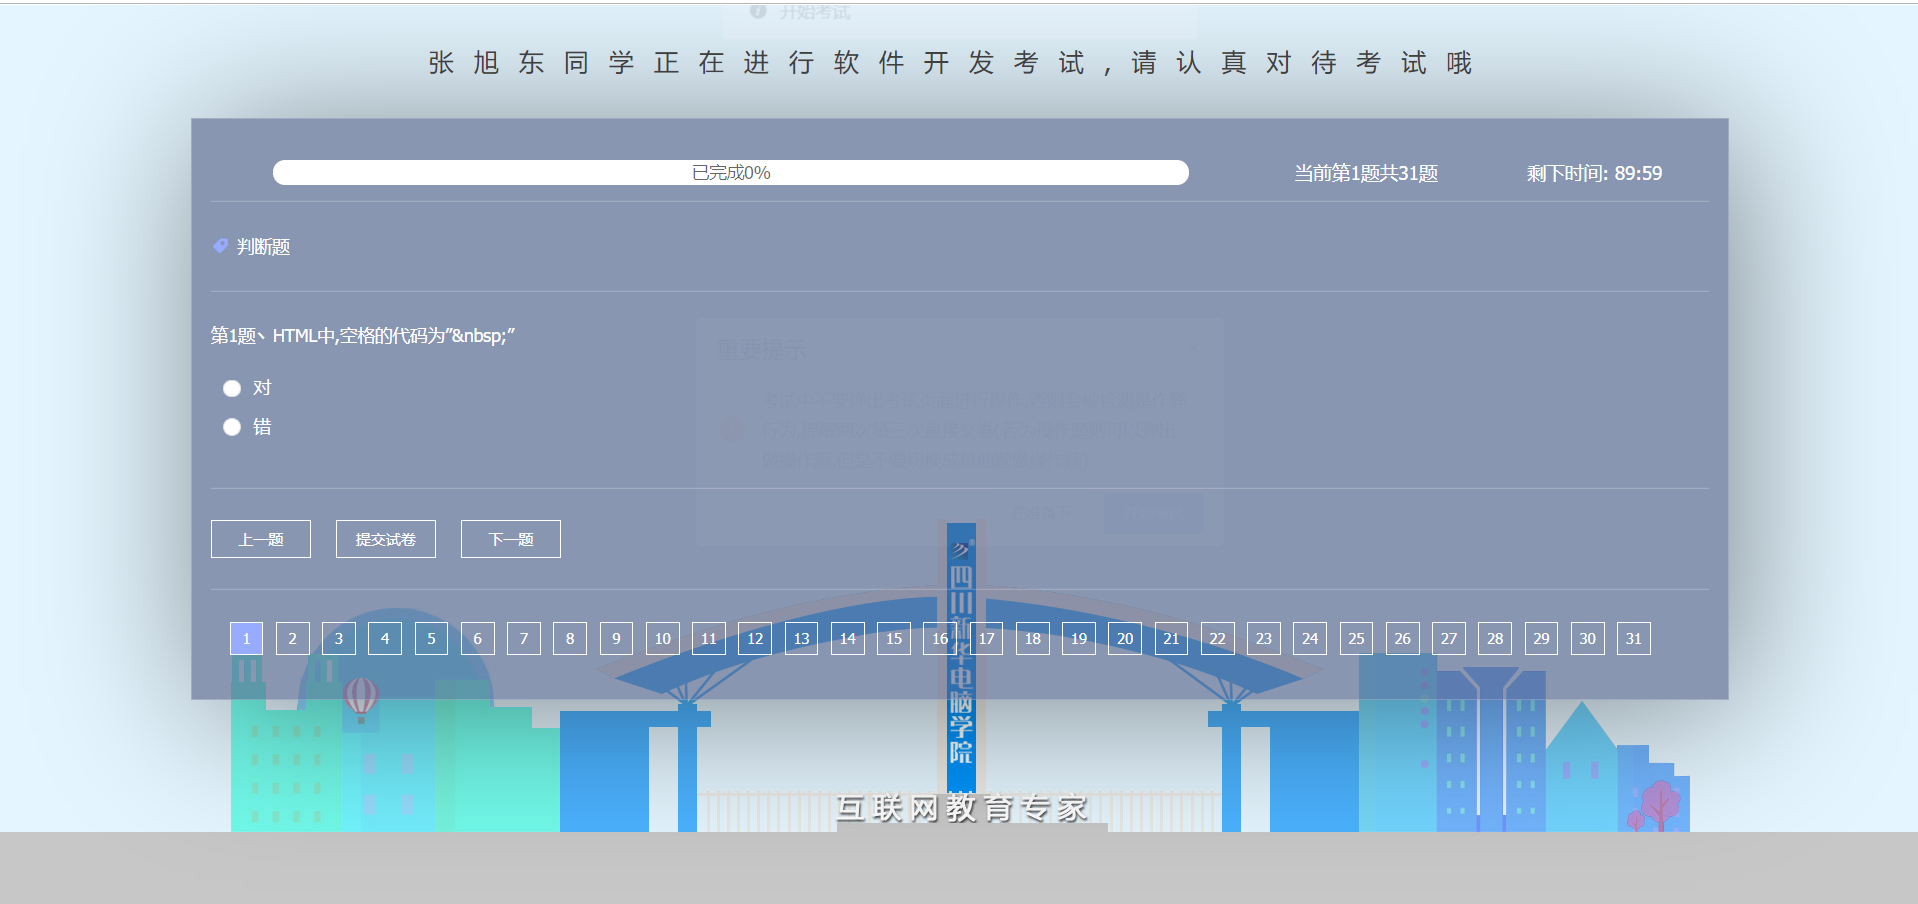 开始考试
张旭东同学正在进行软件开发考试,请认真对待考试哦
已完成0%
当前第1题共31题
剩下时间: 89:59
判断题
第1题、HTML中,空格的代码为”&nbsp;”
重要提示
对
错
上一题
提交试卷
下一题
1 2 3 4 5 6 7 8 9 10 11 12 13 14 15 16 17 18 19 20 21 22 23 24 25 26 27 28 29 30 31
四川新华电脑学院
互联网教育专家